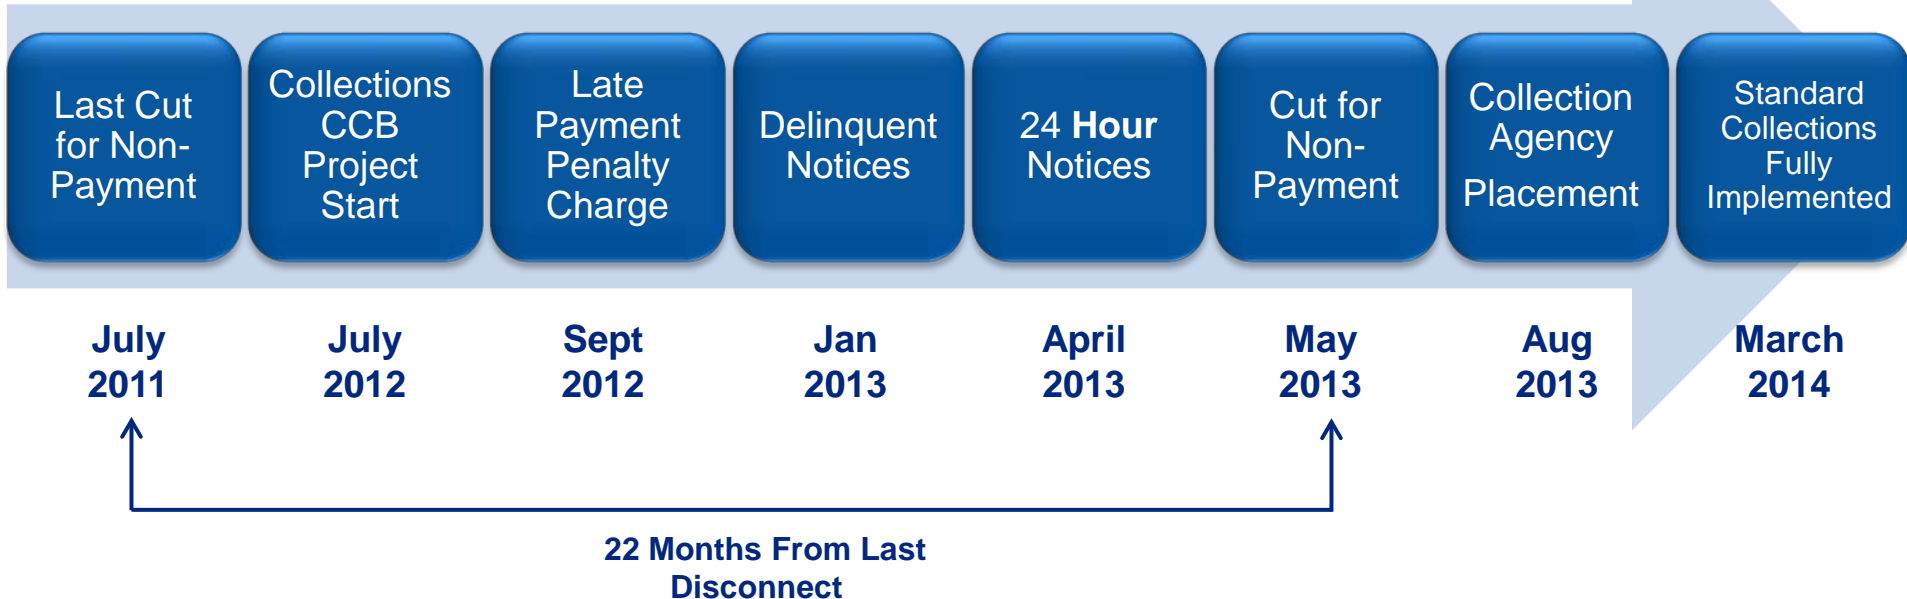 Last Cut
for Non-
Payment
Collections
CCB
Project
Start
Late
Payment
Penalty
Charge
Delinquent
Notices
24 Hour
Notices
Cut for
Non-
Payment
Collection
Agency
Placement
Standard
Collections
Fully
Implemented
July
2011
July
2012
Sept
2012
Jan
2013
April
2013
May
2013
Aug
2013
March
2014
22 Months From Last
Disconnect